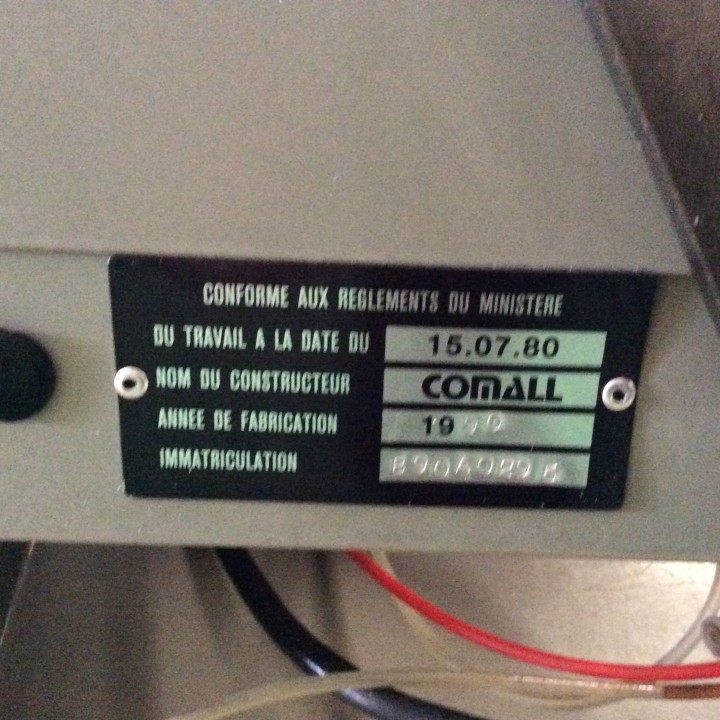 CONFORME AUX REGLEMENTS DU MINISTERE
DU TRAVAIL A LA DATE DU 15.07.80
NOM DU CONSTRUCTEUR COMALL
ANNEE DE FABRICATION 1990
IMMATRICULATION